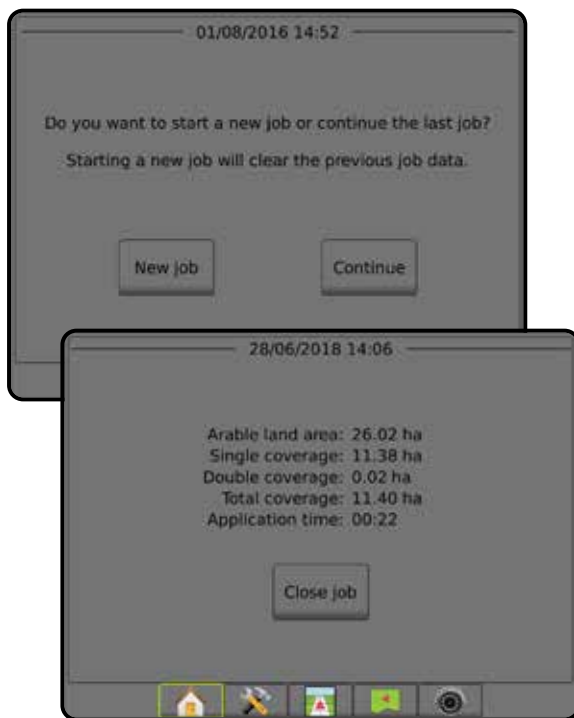 01/08/2016 14:52
Do you want to start a new job or continue the last job?
Starting a new job will clear the previous job data.
New job
Continue
28/06/2018 14:06
Arable land area: 26.02 ha
Single coverage: 11.38 ha
Double coverage: 0.02 ha
Total coverage: 11.40 ha
Application time: 00:22
Close job